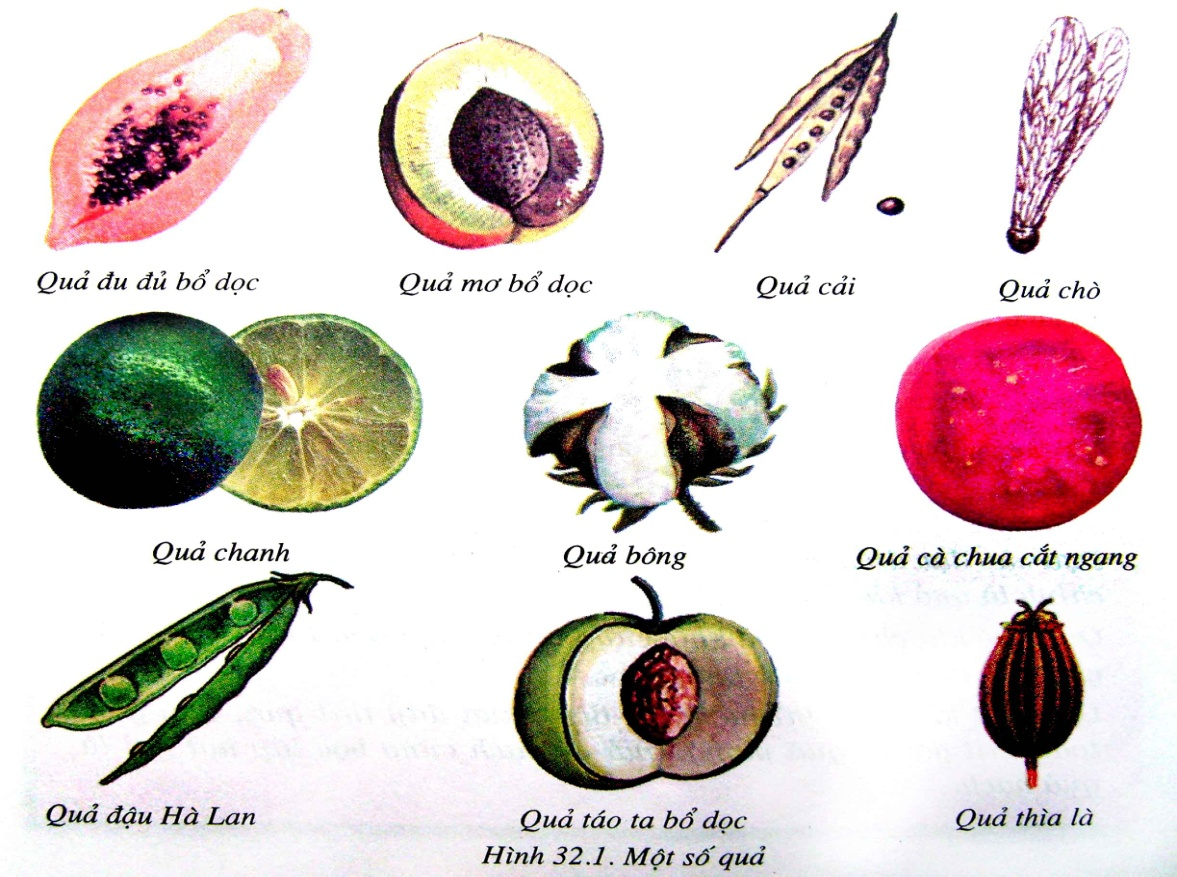 Quả đu đủ bổ dọc
Quả mơ bổ dọc
Quả cải
Quả chò
Quả chanh
Quả bông
Quả cà chua cắt ngang
Quả đậu Hà Lan
Quả táo ta bổ dọc
Quả thìa là
Hình 32.1. Một số quả